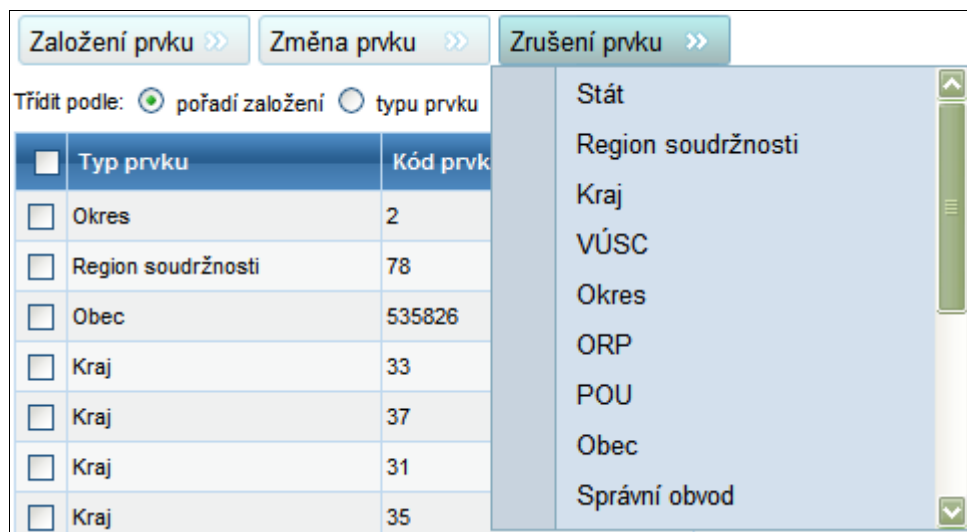 Založení prvku Změna prvku Zrušení prvku
Třídit podle: pořadí založení typu prvku
Typ prvku Kód prvk
Okres 2
Region soudržnosti 78
Obec 535826
Kraj 33
Kraj 37
Kraj 31
Kraj 35
Stát
Region soudržnosti
Kraj
VÚSC
Okres
ORP
POU
Obec
Správní obvod